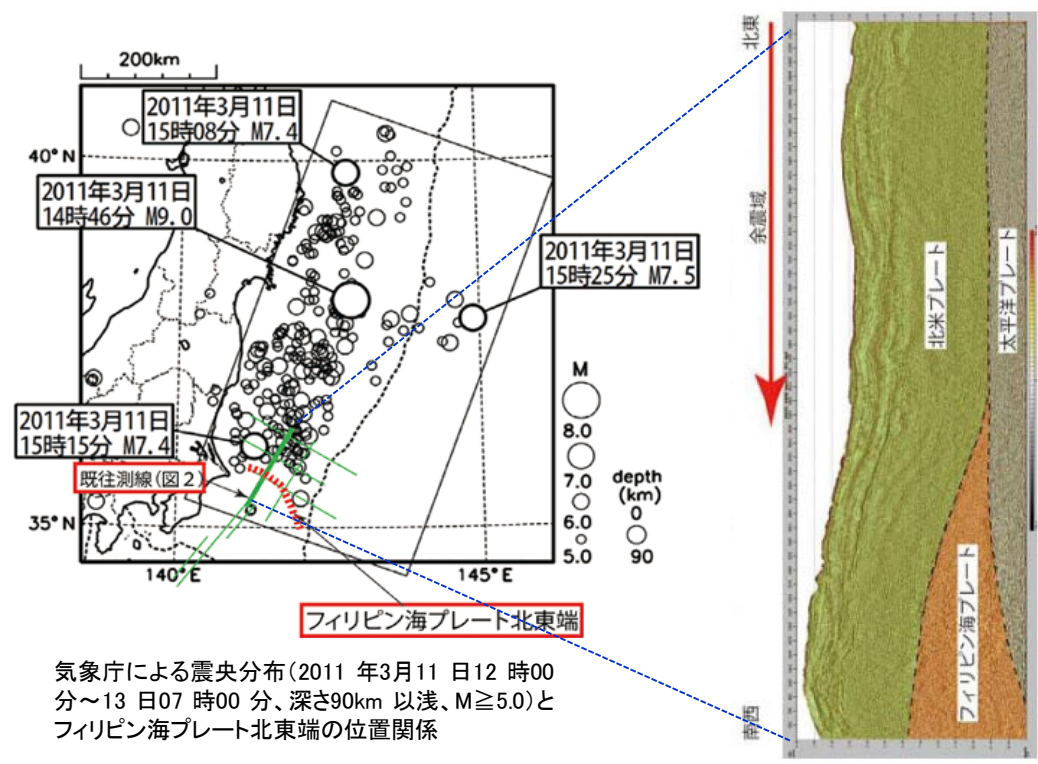 200km
2011年3月11日
15時08分 M7.4
40°N
2011年3月11日
14時46分 M9.0
2011年3月11日
15時25分 M7.5
2011年3月11日
15時15分 M7.4
既往測線(図2)
35°N
140°E
145°E
M
8.0
7.0
6.0
5.0
depth
(km)
0
90
フィリピン海プレート北東端
気象庁による震央分布(2011 年3月11 日12 時00
分～13 日07 時00 分、深さ90km 以浅、M≧5.0)と
フィリピン海プレート北東端の位置関係
北東
余震域
南西
北米プレート
太平洋プレート
フィリピン海プレート